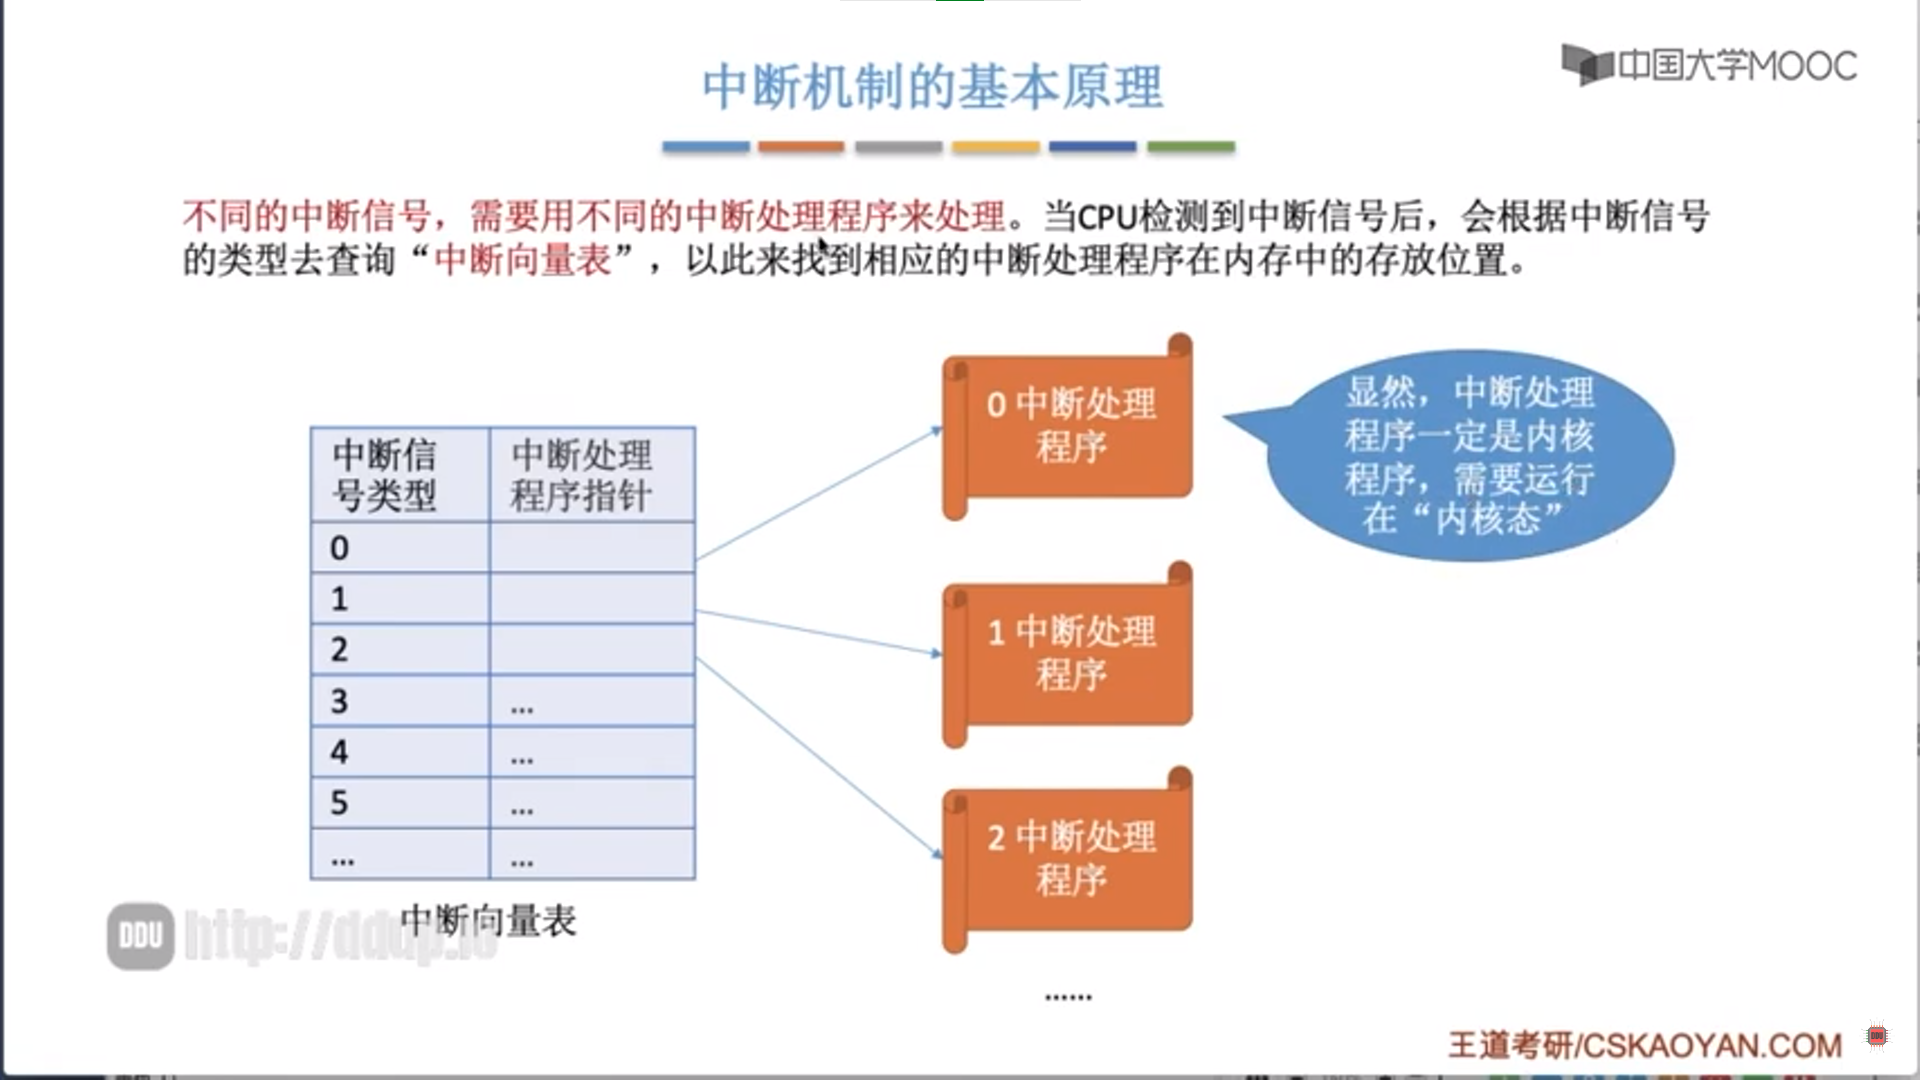 中断机制的基本原理
中国大学MOOC
不同的中断信号，需要用不同的中断处理程序来处理。当CPU检测到中断信号后，会根据中断信号
的类型去查询“中断向量表”，以此来找到相应的中断处理程序在内存中的存放位置。
中断信
号类型
中断处理
程序指针
0
1
2
3 ...
4 ...
5 ...
... ...
中断向量表
0 中断处理
程序
1 中断处理
程序
2 中断处理
程序
......
显然，中断处理
程序一定是内核
程序，需要运行
在“内核态”
DDU
王道考研/CSKAOYAN.COM